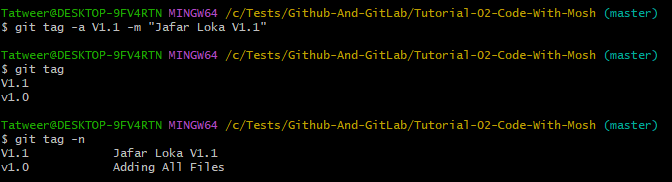 Tatweer@DESKTOP-9FV4RTN MINGW64 /c/Tests/Github-And-GitLab/Tutorial-02-Code-With-Mosh (master)
$ git tag -a V1.1 -m "Jafar Loka V1.1"
Tatweer@DESKTOP-9FV4RTN MINGW64 /c/Tests/Github-And-GitLab/Tutorial-02-Code-With-Mosh (master)
$ git tag
V1.1
v1.0
Tatweer@DESKTOP-9FV4RTN MINGW64 /c/Tests/Github-And-GitLab/Tutorial-02-Code-With-Mosh (master)
$ git tag -n
V1.1            Jafar Loka V1.1
v1.0            Adding All Files